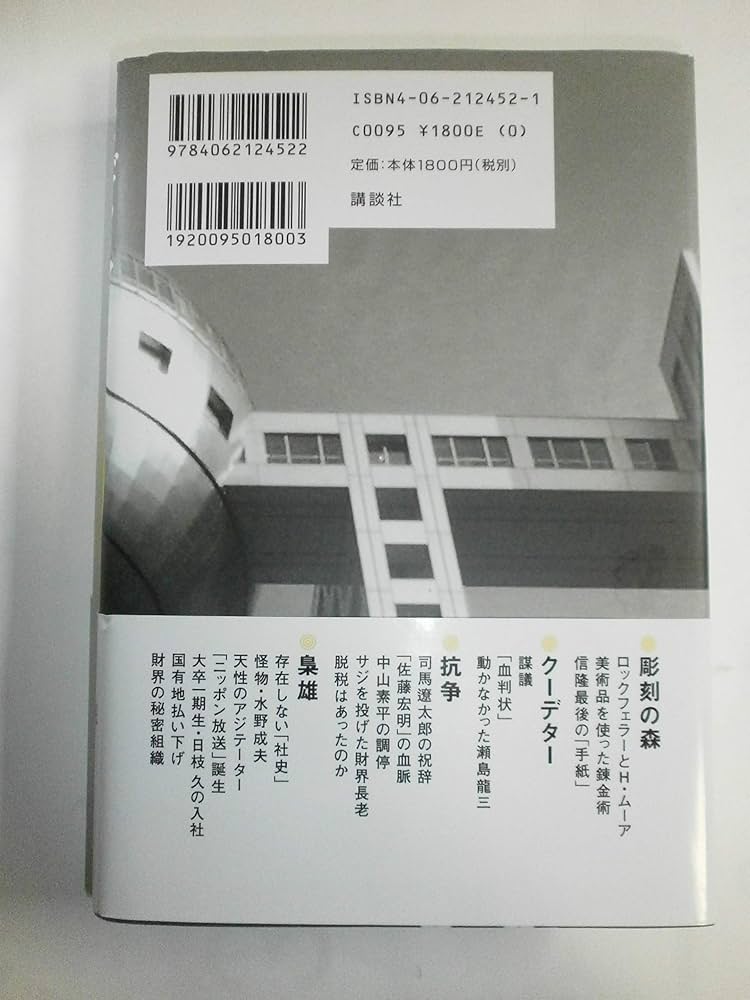 9784062124522
1920095018003
ISBN4-06-212452-1
C0095 ¥1800E (0)
定価:本体1800円(税別)
講談社
彫刻の森
ロックフェラーとH・ムーア
美術品を使った錬金術
信隆最後の「手紙」
クーデター
謀議
「血判状」
動かなかった瀬島龍三
抗争
司馬遼太郎の祝辞
「佐藤宏明」の血脈
中山素平の調停
サジを投げた財界長老
脱税はあったのか
梟雄
存在しない「社史」
怪物・水野成夫
天性のアジテーター
「ニッポン放送」誕生
大卒一期生・日枝 久の入社
国有地払い下げ
財界の秘密組織